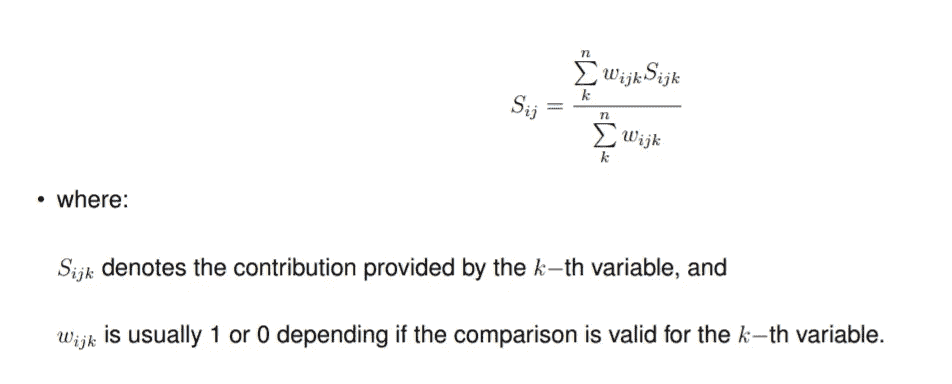 $$S_{ij} = \frac{\sum_{k}^{n} w_{ijk} S_{ijk}}{\sum_{k}^{n} w_{ijk}}$$
• where:
$S_{ijk}$ denotes the contribution provided by the $k-$th variable, and
$w_{ijk}$ is usually 1 or 0 depending if the comparison is valid for the $k-$th variable.